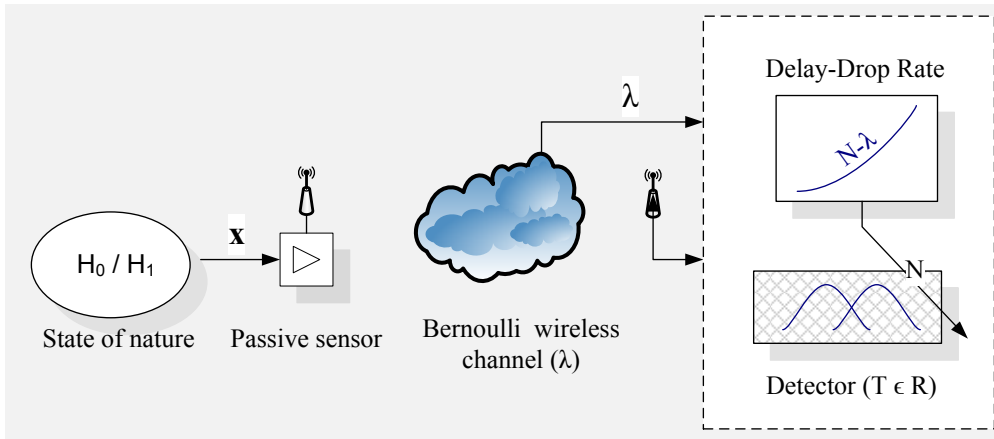 H0 / H1
State of nature
x
Passive sensor
Bernoulli wireless
channel (λ)
λ
Delay-Drop Rate
N-λ
N
Detector (T ϵ R)